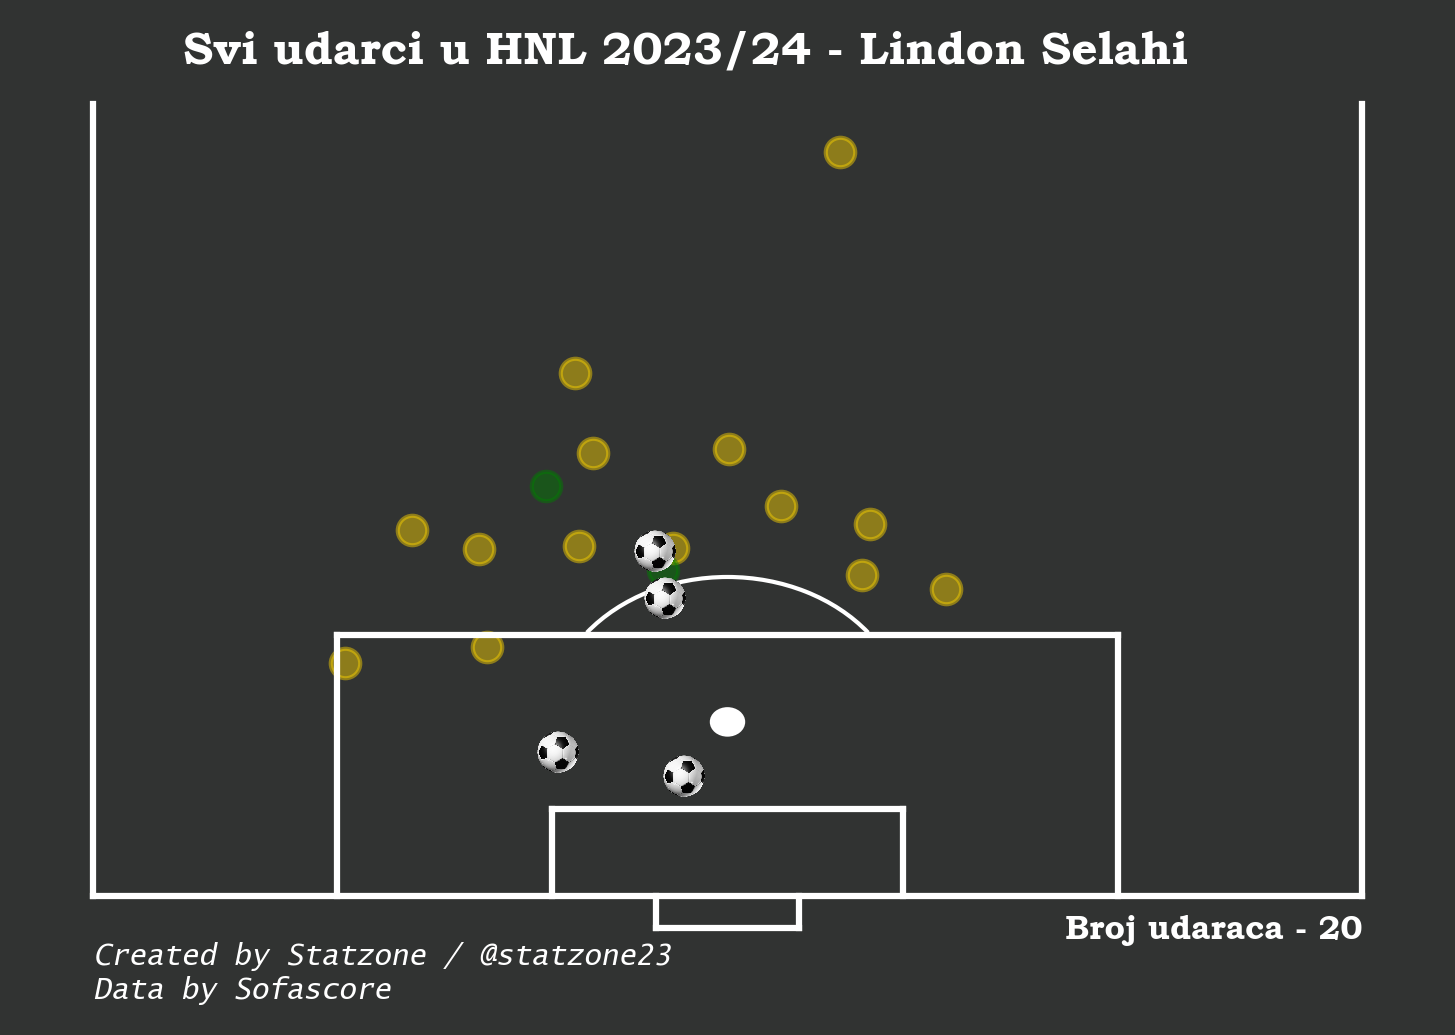 Svi udarci u HNL 2023/24 - Lindon Selahi
Broj udaraca - 20
Created by Statzone / @statzone23
Data by Sofascore